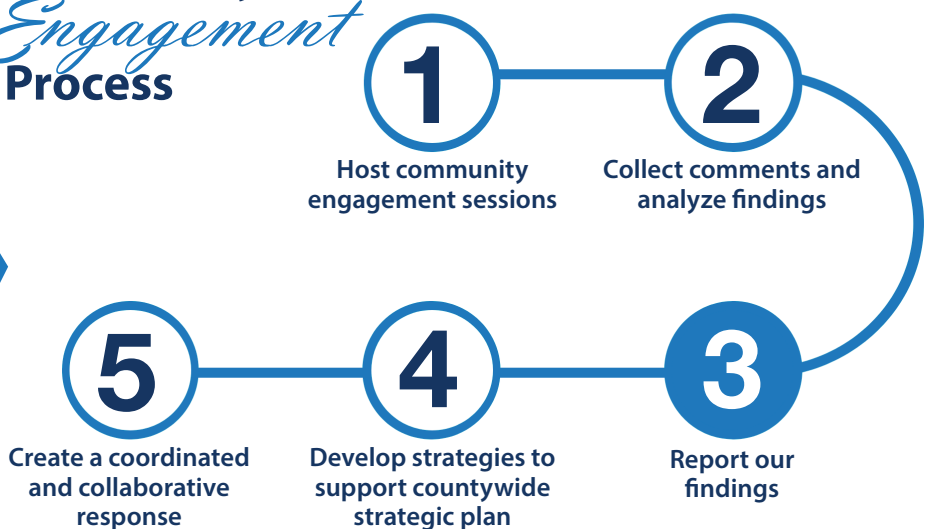 Engagement
Process
1
Host community
engagement sessions
2
Collect comments and
analyze findings
3
Report our
findings
4
Develop strategies to
support countywide
strategic plan
5
Create a coordinated
and collaborative
response